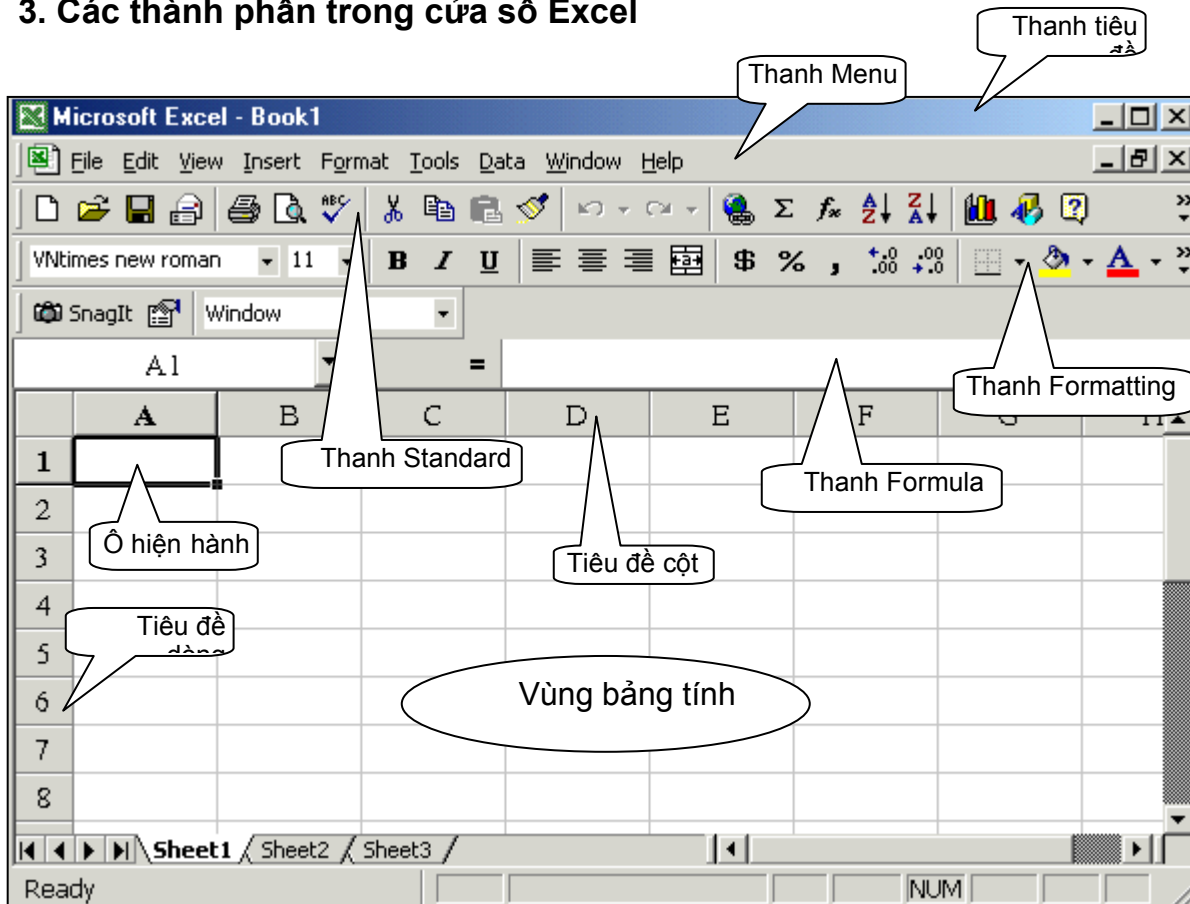 3. Các thành phần trong cửa sổ Excel
Thanh tiêu
đề
Thanh Menu
Microsoft Excel - Book1
File Edit View Insert Format Tools Data Window Help
VNtimes new roman 11 B I U $ % ,
SnagIt Window
A1 =
Thanh Formatting
A B C D E F G H
1
Thanh Standard
Thanh Formula
2
Ô hiện hành
3
Tiêu đề cột
4
Tiêu đề
dòng
5
6
Vùng bảng tính
7
8
Sheet1 Sheet2 Sheet3
Ready NUM